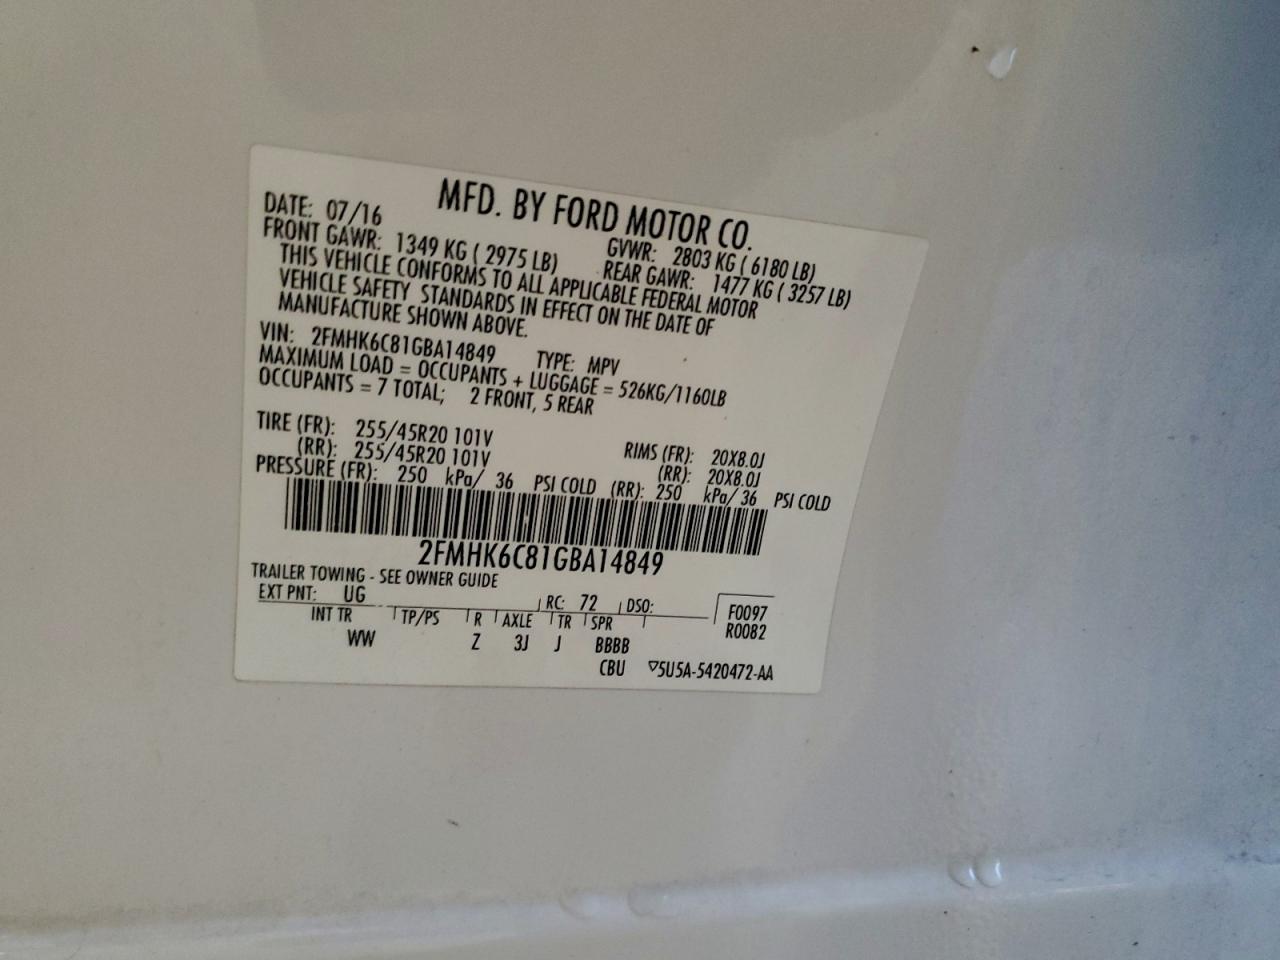 MFD. BY FORD MOTOR CO.
DATE: 07/16 GVWR: 2803 KG ( 6180 LB)
FRONT GAWR: 1349 KG ( 2975 LB) REAR GAWR: 1477 KG ( 3257 LB)
THIS VEHICLE CONFORMS TO ALL APPLICABLE FEDERAL MOTOR
VEHICLE SAFETY STANDARDS IN EFFECT ON THE DATE OF
MANUFACTURE SHOWN ABOVE.
VIN: 2FMHK6C81GBA14849 TYPE: MPV
MAXIMUM LOAD = OCCUPANTS + LUGGAGE = 526KG/1160LB
OCCUPANTS = 7 TOTAL; 2 FRONT, 5 REAR
TIRE (FR): 255/45R20 101V RIMS (FR): 20X8.0J
(RR): 255/45R20 101V (RR): 20X8.0J
PRESSURE (FR): 250 kPa/ 36 PSI COLD (RR): 250 kPa/ 36 PSI COLD
2FMHK6C81GBA14849
TRAILER TOWING - SEE OWNER GUIDE
EXT PNT: UG RC: 72 DSO: F0097
INT TR TP/PS R AXLE TR SPR R0082
WW Z 3J J BBBB
CBU ▽5U5A-5420472-AA